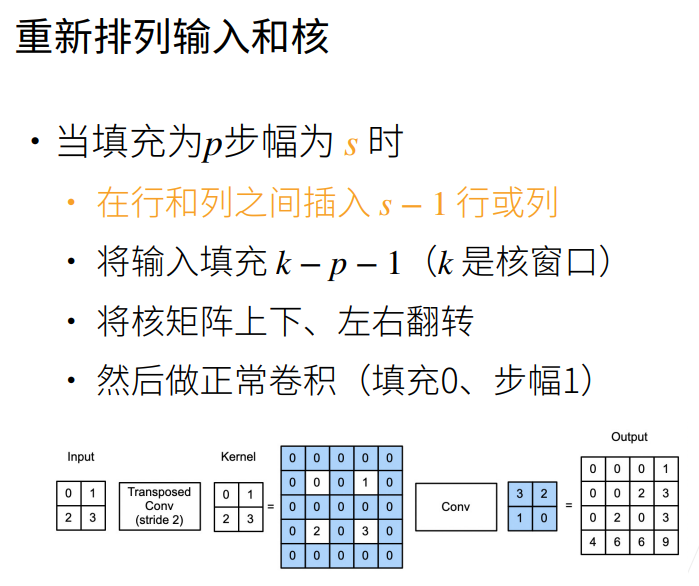 重新排列输入和核
• 当填充为p步幅为 s 时
• 在行和列之间插入 s − 1 行或列
• 将输入填充 k − p − 1（k 是核窗口）
• 将核矩阵上下、左右翻转
• 然后做正常卷积（填充0、步幅1）
Input
0 1
2 3
Transposed
Conv
(stride 2)
Kernel
0 1
2 3
=
0 0 0 0 0
0 0 0 1 0
0 0 0 0 0
0 2 0 3 0
0 0 0 0 0
Conv
3 2
1 0
=
Output
0 0 0 1
0 0 2 3
0 2 0 3
4 6 6 9